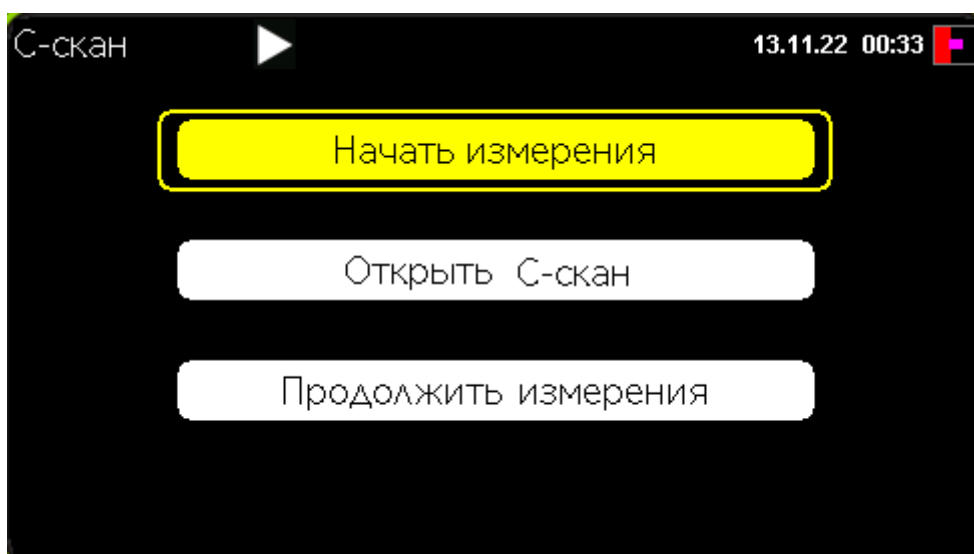 С-скан
13.11.22 00:33
Начать измерения
Открыть С-скан
Продолжить измерения